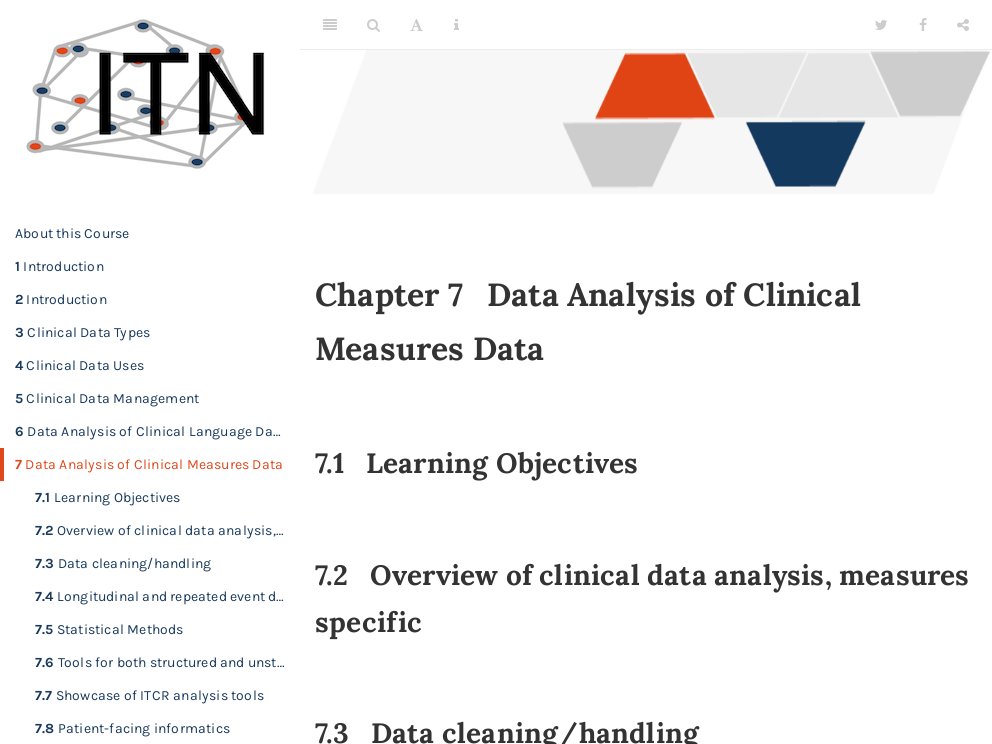 ITN
A
About this Course
1 Introduction
2 Introduction
3 Clinical Data Types
4 Clinical Data Uses
5 Clinical Data Management
6 Data Analysis of Clinical Language Da…
7 Data Analysis of Clinical Measures Data
7.1 Learning Objectives
7.2 Overview of clinical data analysis,…
7.3 Data cleaning/handling
7.4 Longitudinal and repeated event d…
7.5 Statistical Methods
7.6 Tools for both structured and unst…
7.7 Showcase of ITCR analysis tools
7.8 Patient-facing informatics
Chapter 7 Data Analysis of Clinical
Measures Data
7.1 Learning Objectives
7.2 Overview of clinical data analysis, measures
specific
7.3 Data cleaning/handling